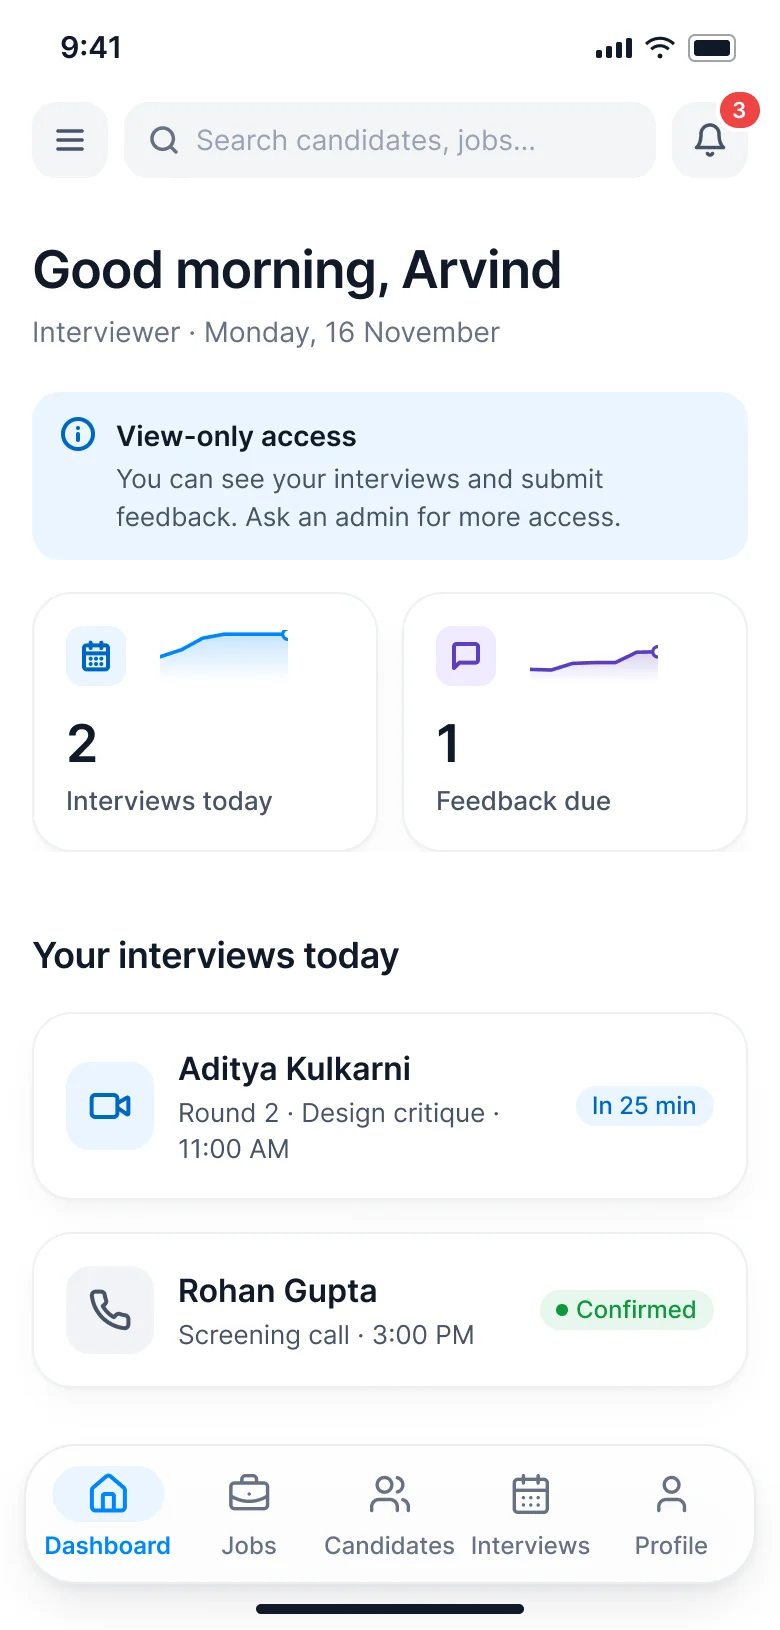 9:41
Search candidates, jobs...
3
Good morning, Arvind
Interviewer · Monday, 16 November
View-only access
You can see your interviews and submit
feedback. Ask an admin for more access.
2
Interviews today
1
Feedback due
Your interviews today
Aditya Kulkarni
Round 2 · Design critique ·
11:00 AM
In 25 min
Rohan Gupta
Screening call · 3:00 PM
Confirmed
Dashboard
Jobs
Candidates
Interviews
Profile